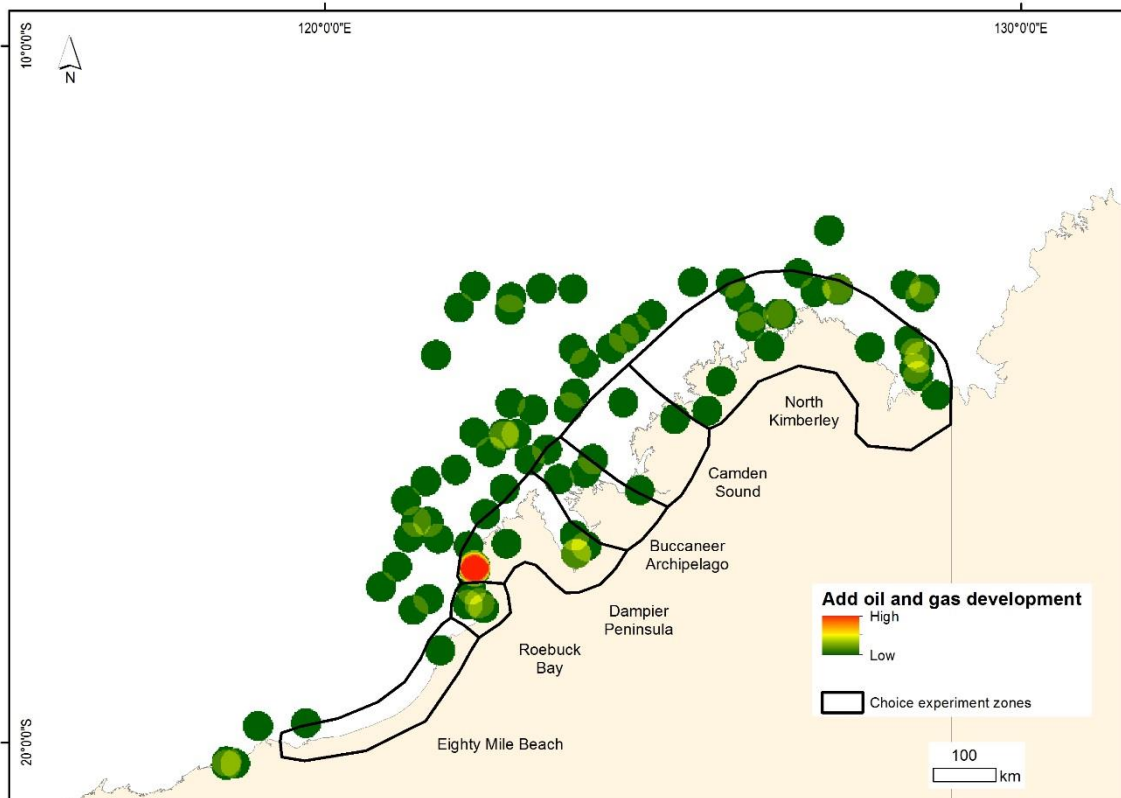 120°0'0"E
130°0'0"E
10°0'0"S
N
North
Kimberley
Camden
Sound
Buccaneer
Archipelago
Dampier
Peninsula
Roebuck
Bay
Eighty Mile Beach
20°0'0"S
Add oil and gas development
High
Low
Choice experiment zones
100
km